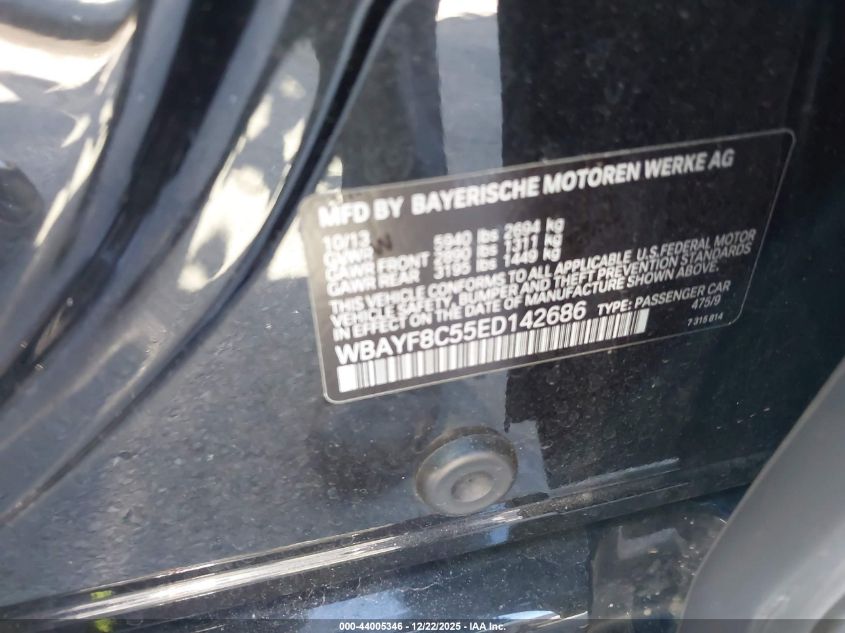 MFD BY BAYERISCHE MOTOREN WERKE AG
10/13
GVWR 5940 lbs 2694 kg
GAWR FRONT 2890 lbs 1311 kg
GAWR REAR 3195 lbs 1449 kg
THIS VEHICLE CONFORMS TO ALL APPLICABLE U.S. FEDERAL MOTOR
VEHICLE SAFETY, BUMPER AND THEFT PREVENTION STANDARDS
IN EFFECT ON THE DATE OF MANUFACTURE SHOWN ABOVE.
WBAYF8C55ED142686 TYPE: PASSENGER CAR
475/9
7 315 814
000-44005346 - 12/22/2025 - IAA Inc.